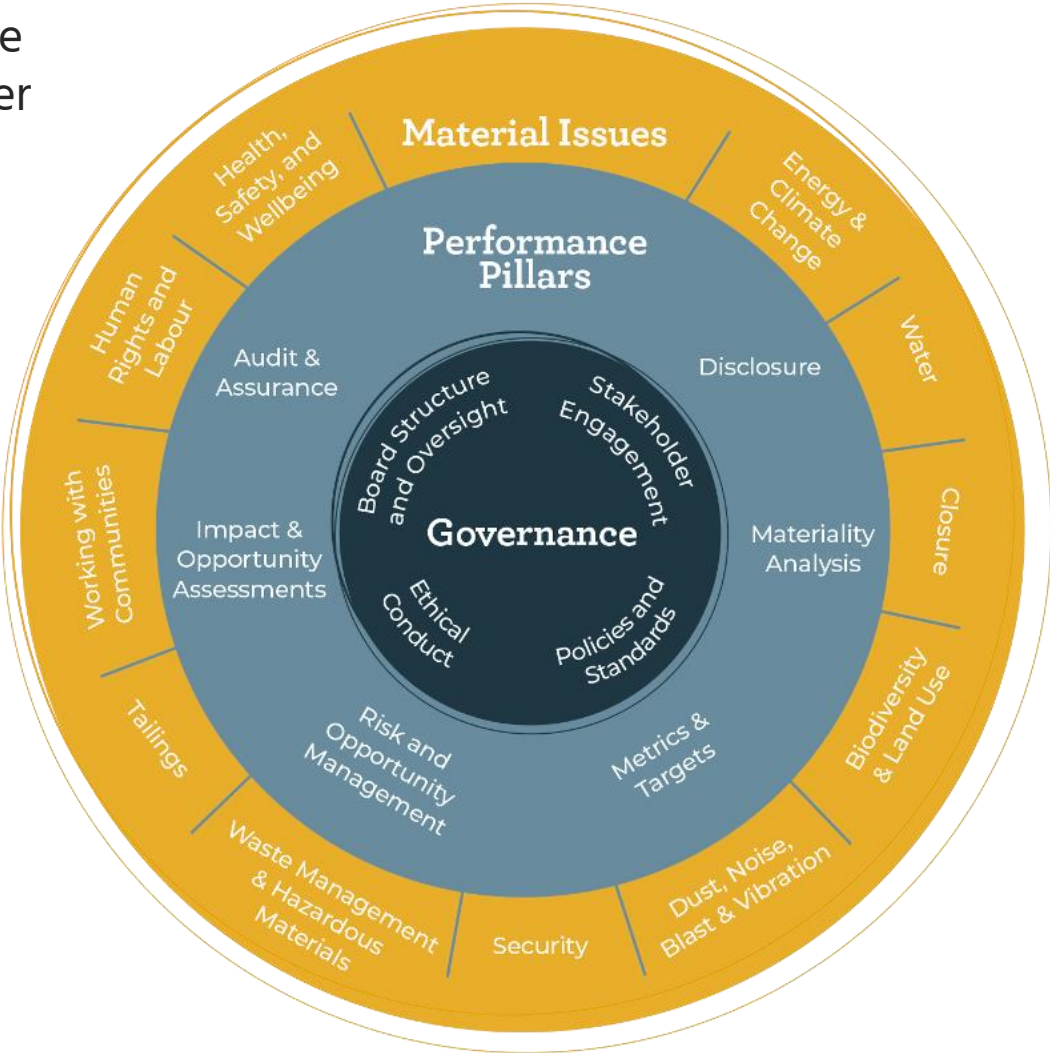 e
er
Material Issues
Energy &
Climate
Change
Water
Closure
Biodiversity
& Land Use
Dust, Noise,
Blast & Vibration
Security
Waste Management
& Hazardous
Materials
Tailings
Working with
Communities
Human
Rights and
Labour
Health,
Safety, and
Wellbeing
Performance
Pillars
Disclosure
Materiality
Analysis
Metrics &
Targets
Risk and
Opportunity
Management
Impact &
Opportunity
Assessments
Audit &
Assurance
Governance
Board Structure
and Oversight
Stakeholder
Engagement
Policies and
Standards
Ethical
Conduct